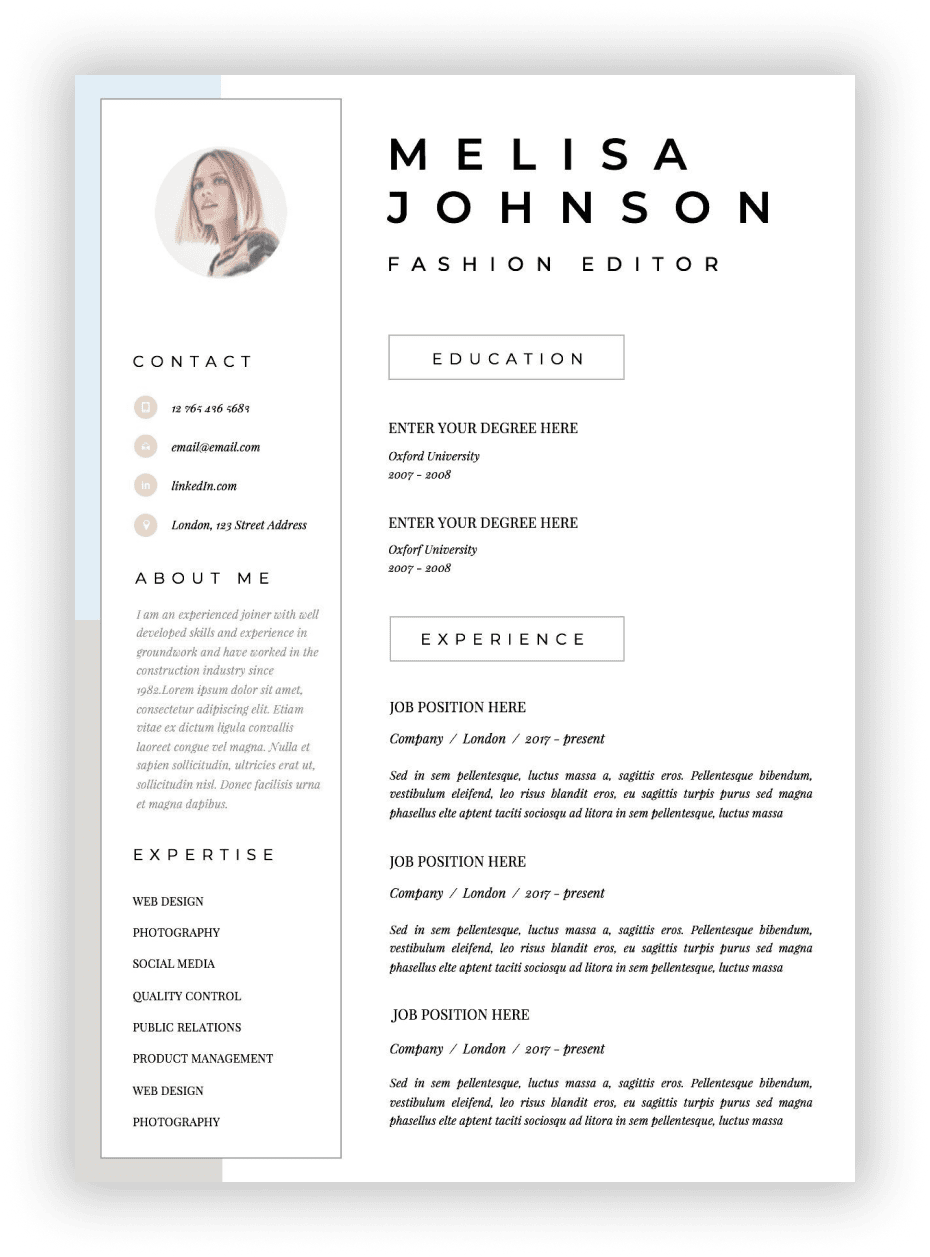 MELISA
JOHNSON
FASHION EDITOR
CONTACT
12 765 436 5683
email@email.com
in
linkedIn.com
London, 123 Street Address
ABOUT ME
I am an experienced joiner with well
developed skills and experience in
groundwork and have worked in the
construction industry since
1982.Lorem ipsum dolor sit amet,
consectetur adipiscing elit. Etiam
vitae ex dictum ligula convallis
laoreet congue vel magna. Nulla et
sapien sollicitudin, ultricies erat ut,
sollicitudin nisl. Donec facilisis urna
et magna dapibus.
EXPERTISE
WEB DESIGN
PHOTOGRAPHY
SOCIAL MEDIA
QUALITY CONTROL
PUBLIC RELATIONS
PRODUCT MANAGEMENT
WEB DESIGN
PHOTOGRAPHY
EDUCATION
ENTER YOUR DEGREE HERE
Oxford University
2007 - 2008
ENTER YOUR DEGREE HERE
Oxforf University
2007 - 2008
EXPERIENCE
JOB POSITION HERE
Company / London / 2017 - present
Sed in sem pellentesque, luctus massa a, sagittis eros. Pellentesque bibendum,
vestibulum eleifend, leo risus blandit eros, eu sagittis turpis purus sed magna
phasellus elte aptent taciti sociosqu ad litora in sem pellentesque, luctus massa
JOB POSITION HERE
Company / London / 2017 - present
Sed in sem pellentesque, luctus massa a, sagittis eros. Pellentesque bibendum,
vestibulum eleifend, leo risus blandit eros, eu sagittis turpis purus sed magna
phasellus elte aptent taciti sociosqu ad litora in sem pellentesque, luctus massa
JOB POSITION HERE
Company / London / 2017 - present
Sed in sem pellentesque, luctus massa a, sagittis eros. Pellentesque bibendum,
vestibulum eleifend, leo risus blandit eros, eu sagittis turpis purus sed magna
phasellus elte aptent taciti sociosqu ad litora in sem pellentesque, luctus massa